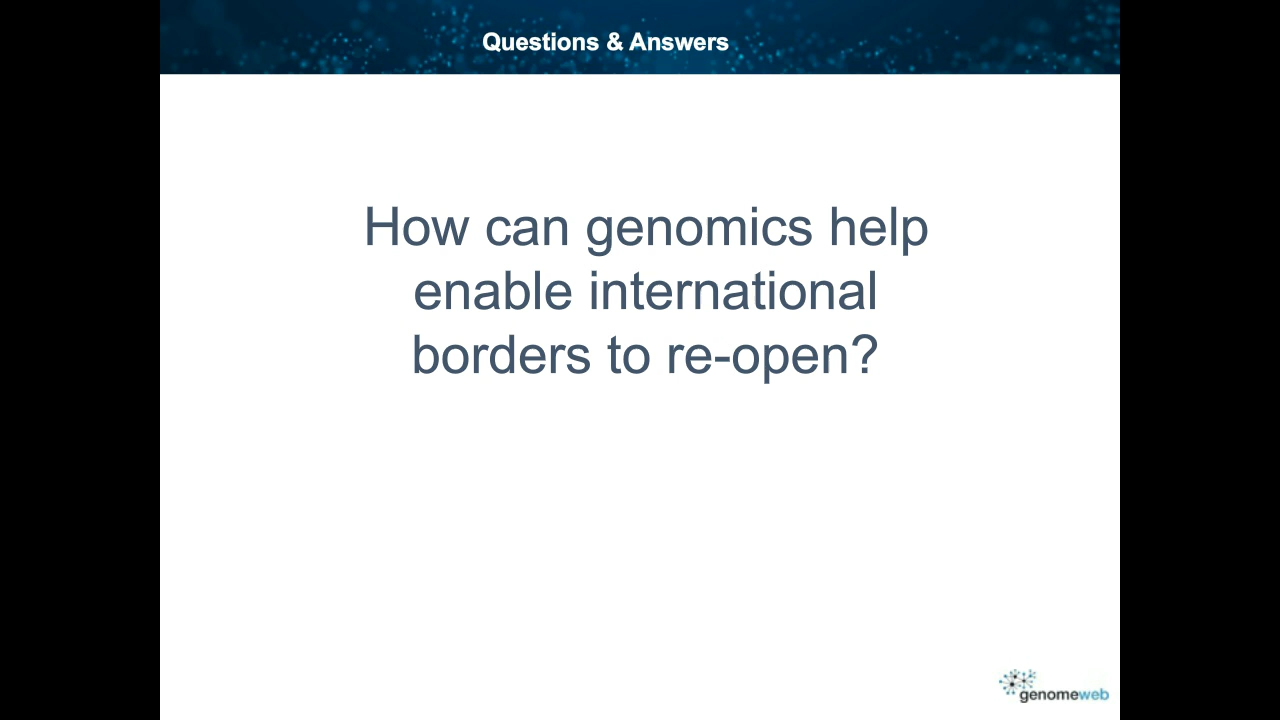 Questions & Answers
How can genomics help
enable international
borders to re-open?
genomeweb